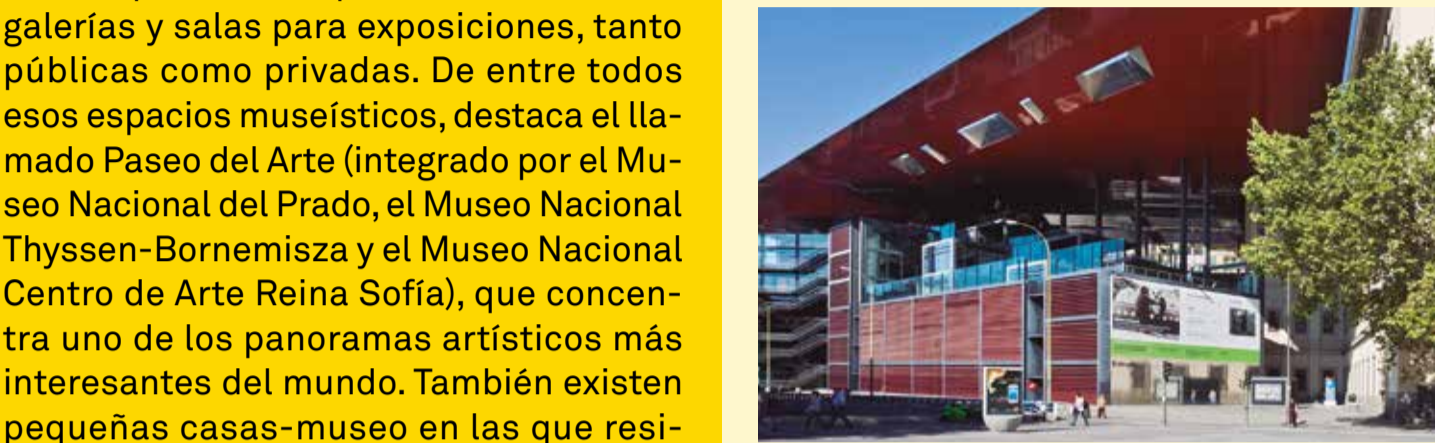 galerías y salas para exposiciones, tanto
públicas como privadas. De entre todos
esos espacios museísticos, destaca el lla-
mado Paseo del Arte (integrado por el Mu-
seo Nacional del Prado, el Museo Nacional
Thyssen-Bornemisza y el Museo Nacional
Centro de Arte Reina Sofía), que concen-
tra uno de los panoramas artísticos más
interesantes del mundo. También existen
pequeñas casas-museo en las que resi-